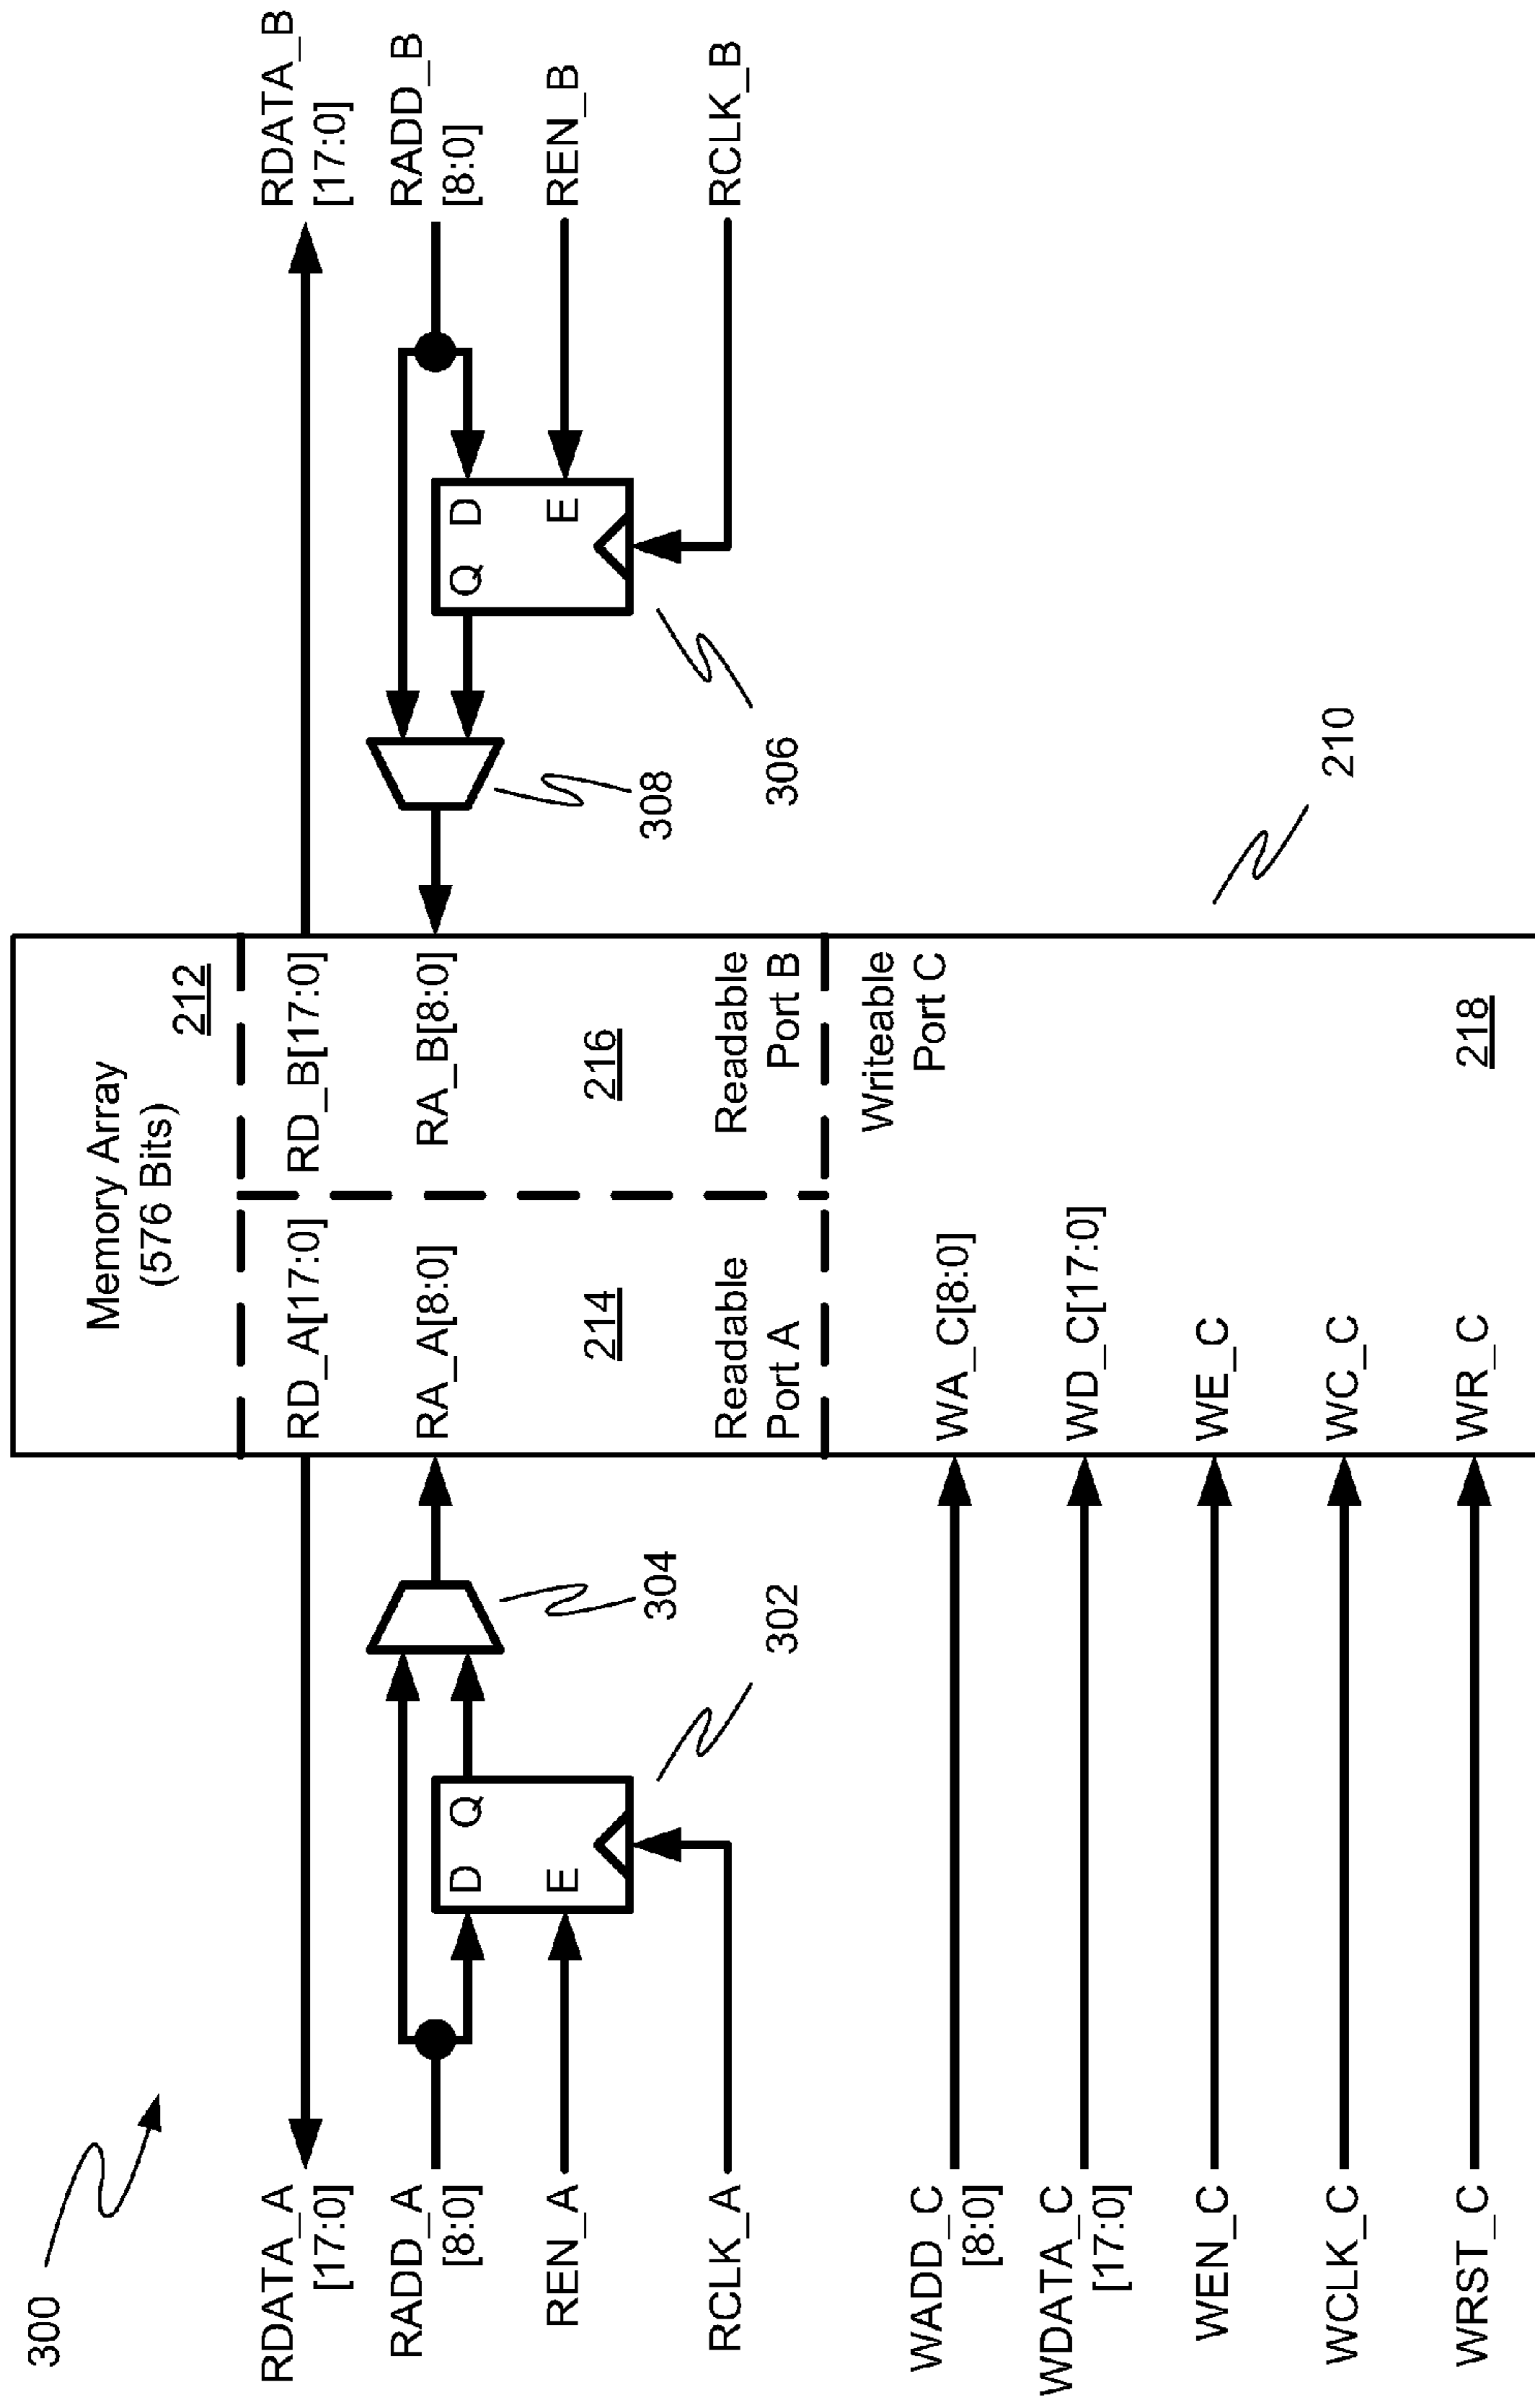 300
Memory Array
(576 Bits)
212
RDATA_A
[17:0]
RD_A[17:0]
RD_B[17:0]
RDATA_B
[17:0]
RADD_A
[8:0]
RA_A[8:0]
RA_B[8:0]
RADD_B
[8:0]
D Q
E
REN_A
304
302
214
216
308
306
Q D
E
REN_B
RCLK_A
Readable
Port A
Readable
Port B
RCLK_B
WADD_C
[8:0]
WA_C[8:0]
Writeable
Port C
WDATA_C
[17:0]
WD_C[17:0]
WEN_C
WE_C
WCLK_C
WC_C
210
WRST_C
WR_C
218